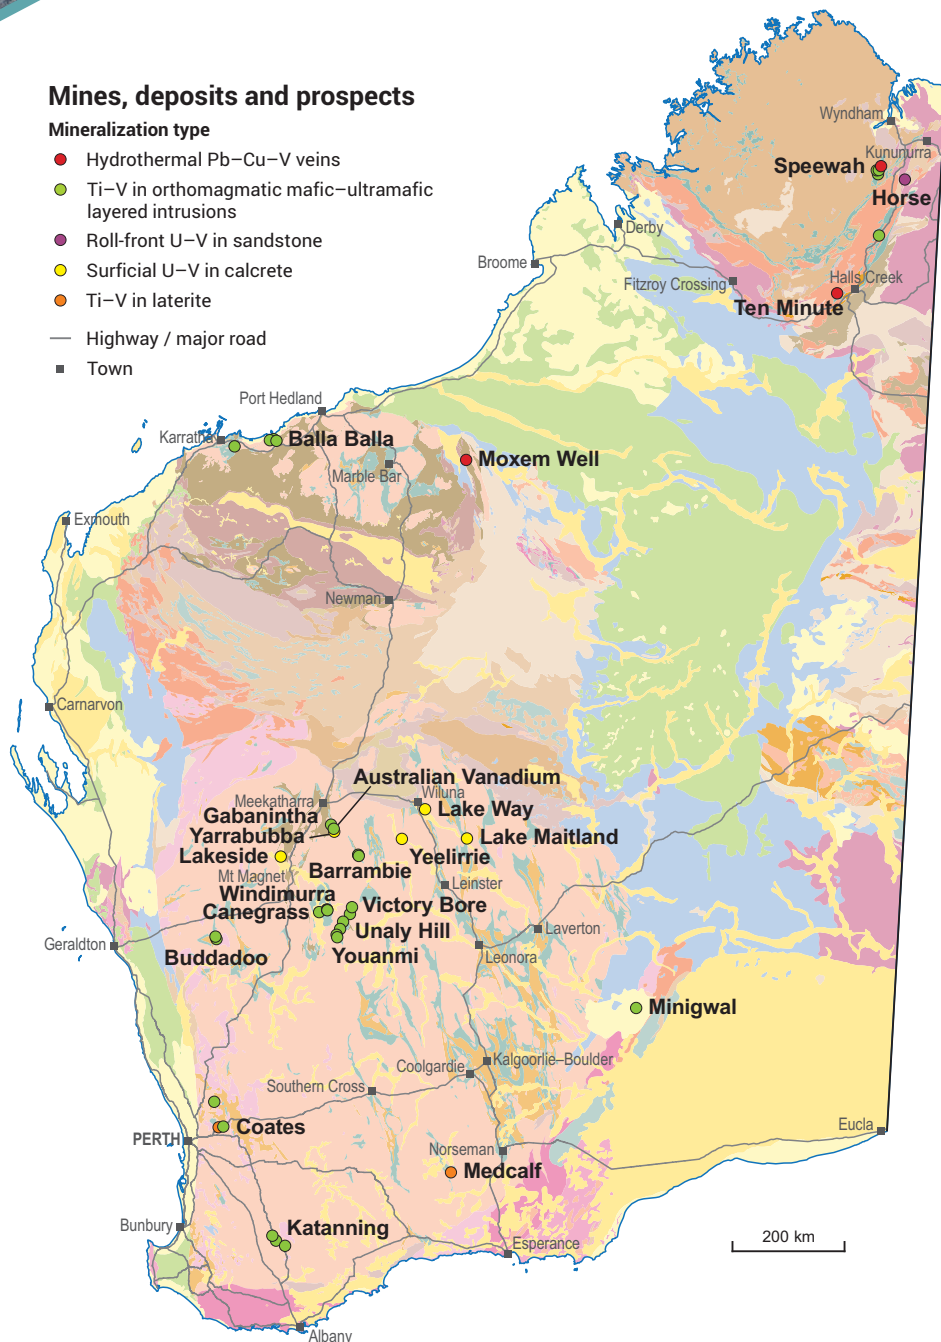 Mines, deposits and prospects
Mineralization type
Hydrothermal Pb–Cu–V veins
Ti–V in orthomagmatic mafic–ultramafic
layered intrusions
Roll-front U–V in sandstone
Surficial U–V in calcrete
Ti–V in laterite
Highway / major road
Town
Wyndham
Kununurra
Speewah
Horse
Derby
Broome
Fitzroy Crossing
Halls Creek
Ten Minute
Port Hedland
Karratha
Balla Balla
Marble Bar
Moxem Well
Exmouth
Newman
Carnarvon
Australian Vanadium
Meekatharra
Wiluna
Gabanintha
Lake Way
Yarrabubba
Lake Maitland
Lakeside
Yeelirrie
Barrambie
Mt Magnet
Leinster
Windimurra
Canegrass
Victory Bore
Unaly Hill
Laverton
Geraldton
Buddadoo
Youanmi
Leonora
Minigwal
Kalgoorlie–Boulder
Coolgardie
Southern Cross
Coates
PERTH
Eucla
Norseman
Medcalf
Bunbury
Katanning
200 km
Esperance
Albany